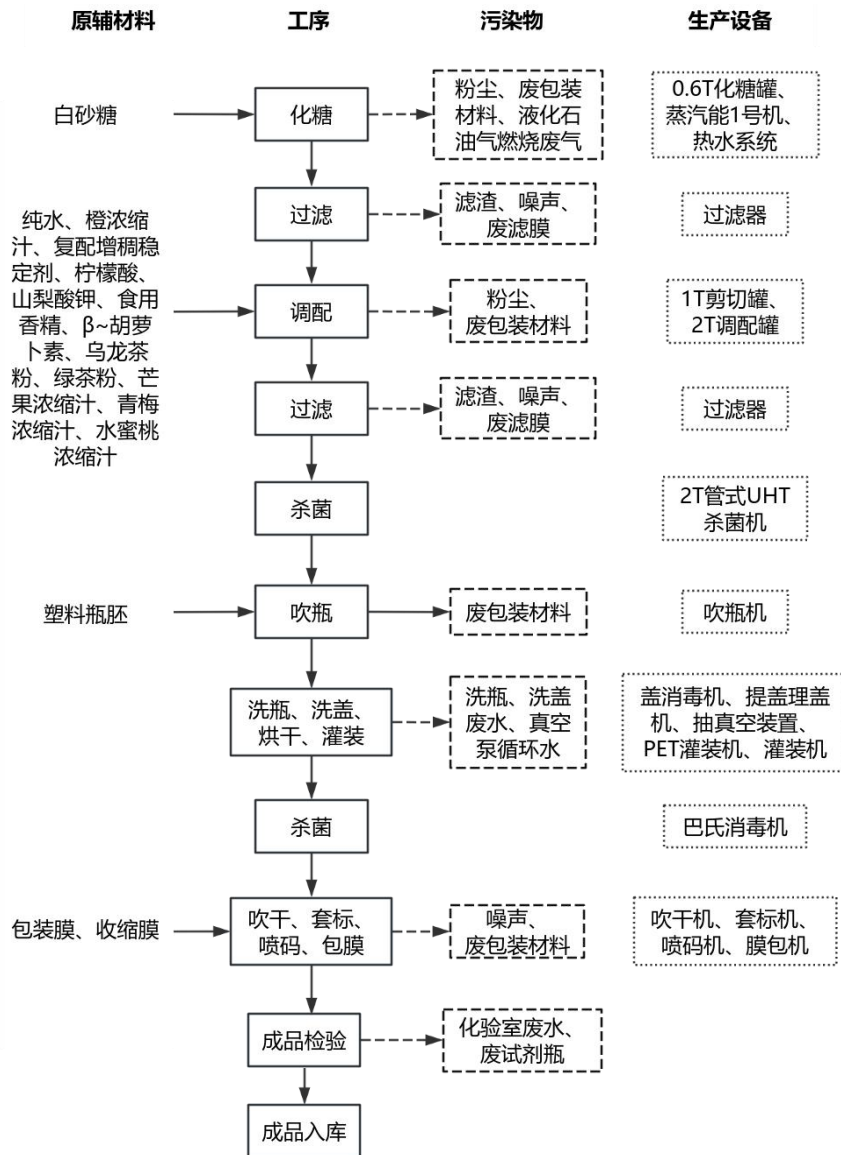 原辅材料 工序 污染物 生产设备
白砂糖
化糖
粉尘、废包装
材料、液化石
油气燃烧废气
0.6T化糖罐、
蒸汽能1号机、
热水系统
过滤
滤渣、噪声、
废滤膜
过滤器
纯水、橙浓缩
汁、复配增稠稳
定剂、柠檬酸、
山梨酸钾、食用
香精、β~胡萝
卜素、乌龙茶
粉、绿茶粉、芒
果浓缩汁、青梅
浓缩汁、水蜜桃
浓缩汁
调配
粉尘、
废包装材料
1T剪切罐、
2T调配罐
过滤
滤渣、噪声、
废滤膜
过滤器
杀菌
2T管式UHT
杀菌机
塑料瓶胚
吹瓶
废包装材料
吹瓶机
洗瓶、洗盖、
烘干、灌装
洗瓶、洗盖
废水、真空
泵循环水
盖消毒机、提盖理盖
机、抽真空装置、
PET灌装机、灌装机
杀菌
巴氏消毒机
包装膜、收缩膜
吹干、套标、
喷码、包膜
噪声、
废包装材料
吹干机、套标机、
喷码机、膜包机
成品检验
化验室废水、
废试剂瓶
成品入库